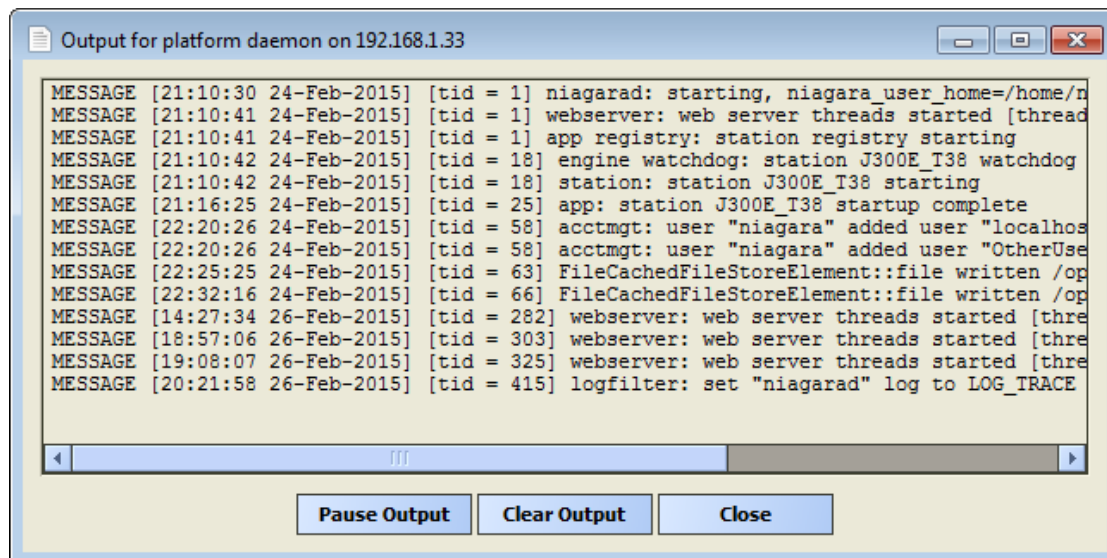 Output for platform daemon on 192.168.1.33
MESSAGE [21:10:30 24-Feb-2015] [tid = 1] niagarad: starting, niagara_user_home=/home/n
MESSAGE [21:10:41 24-Feb-2015] [tid = 1] webserver: web server threads started [thread
MESSAGE [21:10:41 24-Feb-2015] [tid = 1] app registry: station registry starting
MESSAGE [21:10:42 24-Feb-2015] [tid = 18] engine watchdog: station J300E_T38 watchdog
MESSAGE [21:10:42 24-Feb-2015] [tid = 18] station: station J300E_T38 starting
MESSAGE [21:16:25 24-Feb-2015] [tid = 25] app: station J300E_T38 startup complete
MESSAGE [22:20:26 24-Feb-2015] [tid = 58] acctmgt: user "niagara" added user "localhos
MESSAGE [22:20:26 24-Feb-2015] [tid = 58] acctmgt: user "niagara" added user "OtherUse
MESSAGE [22:25:25 24-Feb-2015] [tid = 63] FileCachedFileStoreElement::file written /op
MESSAGE [22:32:16 24-Feb-2015] [tid = 66] FileCachedFileStoreElement::file written /op
MESSAGE [14:27:34 26-Feb-2015] [tid = 282] webserver: web server threads started [thre
MESSAGE [18:57:06 26-Feb-2015] [tid = 303] webserver: web server threads started [thre
MESSAGE [19:08:07 26-Feb-2015] [tid = 325] webserver: web server threads started [thre
MESSAGE [20:21:58 26-Feb-2015] [tid = 415] logfilter: set "niagarad" log to LOG_TRACE
Pause Output Clear Output Close